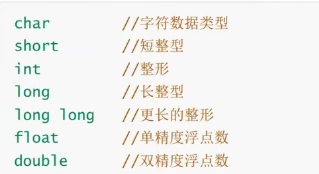 char //字符数据类型
short //短整型
int //整形
long //长整型
long long //更长的整形
float //单精度浮点数
double //双精度浮点数